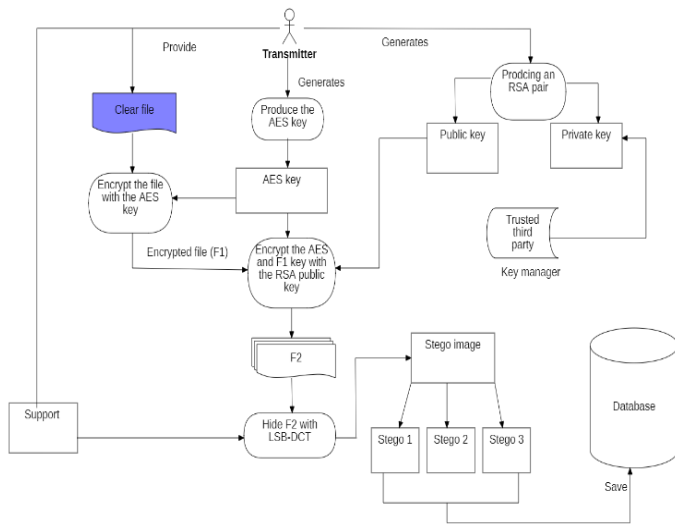 Transmitter
Provide
Generates
Generates
Clear file
Produce the
AES key
Prodcing an
RSA pair
Public key
Private key
Encrypt the file
with the AES
key
AES key
Trusted
third
party
Key manager
Encrypted file (F1)
Encrypt the AES
and F1 key with
the RSA public
key
F2
Stego image
Support
Hide F2 with
LSB-DCT
Stego 1
Stego 2
Stego 3
Database
Save